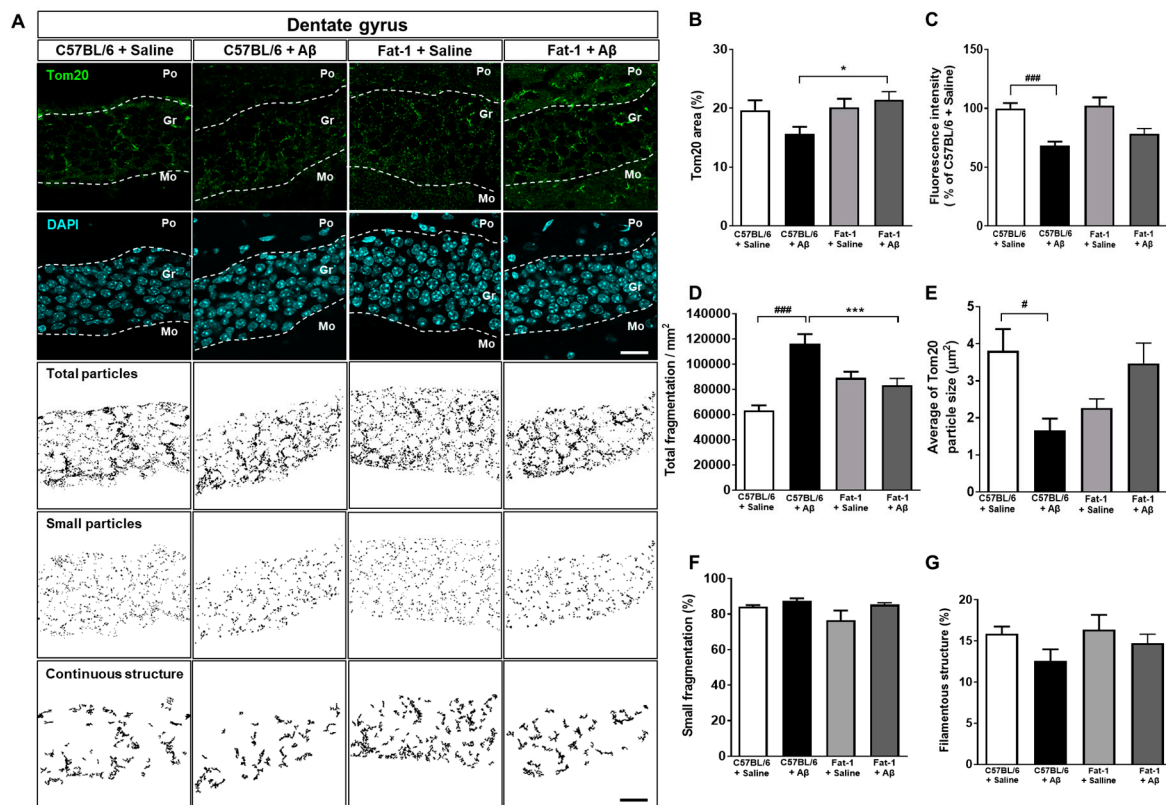 A
Dentate gyrus
C57BL/6 + Saline
C57BL/6 + Aβ
Fat-1 + Saline
Fat-1 + Aβ
Tom20
Po
Gr
Mo
Po
Gr
Mo
Po
Gr
Mo
Po
Gr
Mo
DAPI
Po
Gr
Mo
Po
Gr
Mo
Po
Gr
Mo
Po
Gr
Mo
Total particles
Small particles
Continuous structure
B
Tom20 area (%)
30
20
10
0
*
C57BL/6
+ Saline
C57BL/6
+ Aβ
Fat-1
+ Saline
Fat-1
+ Aβ
C
Fluorescence intensity
( % of C57BL/6 + Saline)
150
100
50
0
###
C57BL/6
+ Saline
C57BL/6
+ Aβ
Fat-1
+ Saline
Fat-1
+ Aβ
D
Total fragmentation / mm²
140000
120000
100000
80000
60000
40000
20000
0
###
***
C57BL/6
+ Saline
C57BL/6
+ Aβ
Fat-1
+ Saline
Fat-1
+ Aβ
E
Average of Tom20
particle size (μm²)
5
4
3
2
1
0
#
C57BL/6
+ Saline
C57BL/6
+ Aβ
Fat-1
+ Saline
Fat-1
+ Aβ
F
Small fragmentation (%)
100
80
60
40
20
0
C57BL/6
+ Saline
C57BL/6
+ Aβ
Fat-1
+ Saline
Fat-1
+ Aβ
G
Filamentous structure (%)
20
15
10
5
0
C57BL/6
+ Saline
C57BL/6
+ Aβ
Fat-1
+ Saline
Fat-1
+ Aβ